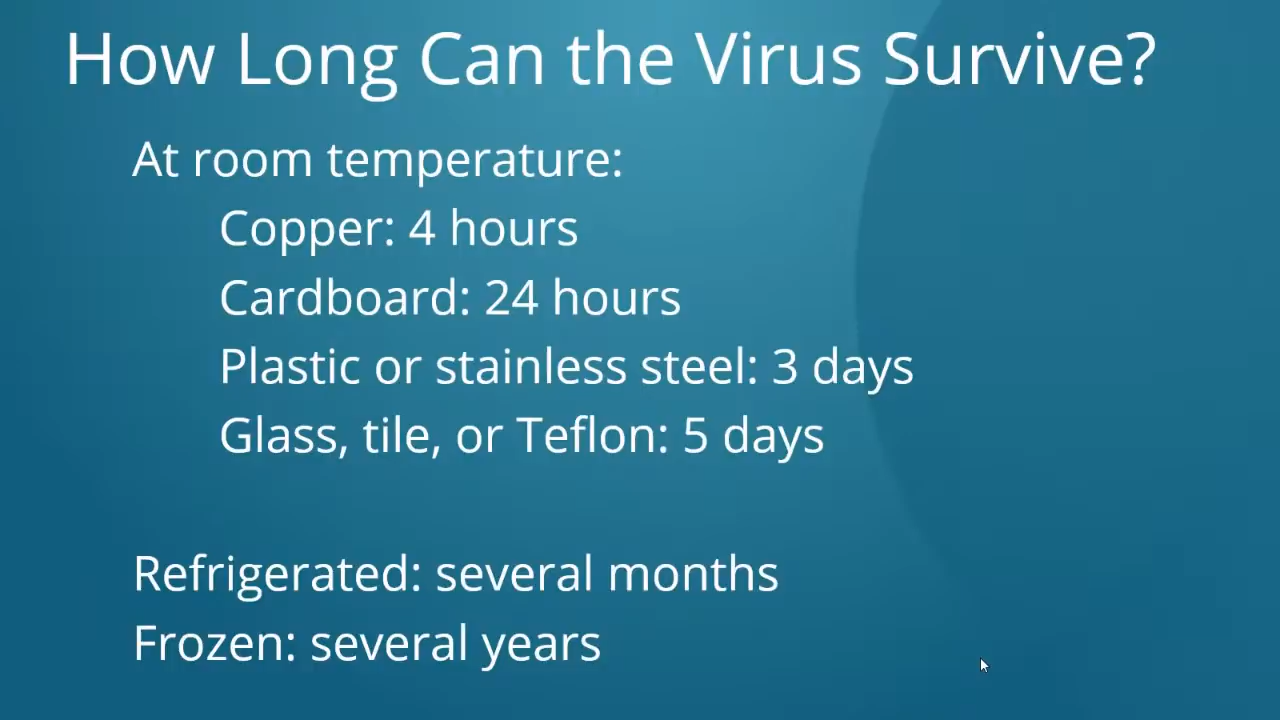 How Long Can the Virus Survive?
At room temperature:
Copper: 4 hours
Cardboard: 24 hours
Plastic or stainless steel: 3 days
Glass, tile, or Teflon: 5 days
Refrigerated: several months
Frozen: several years